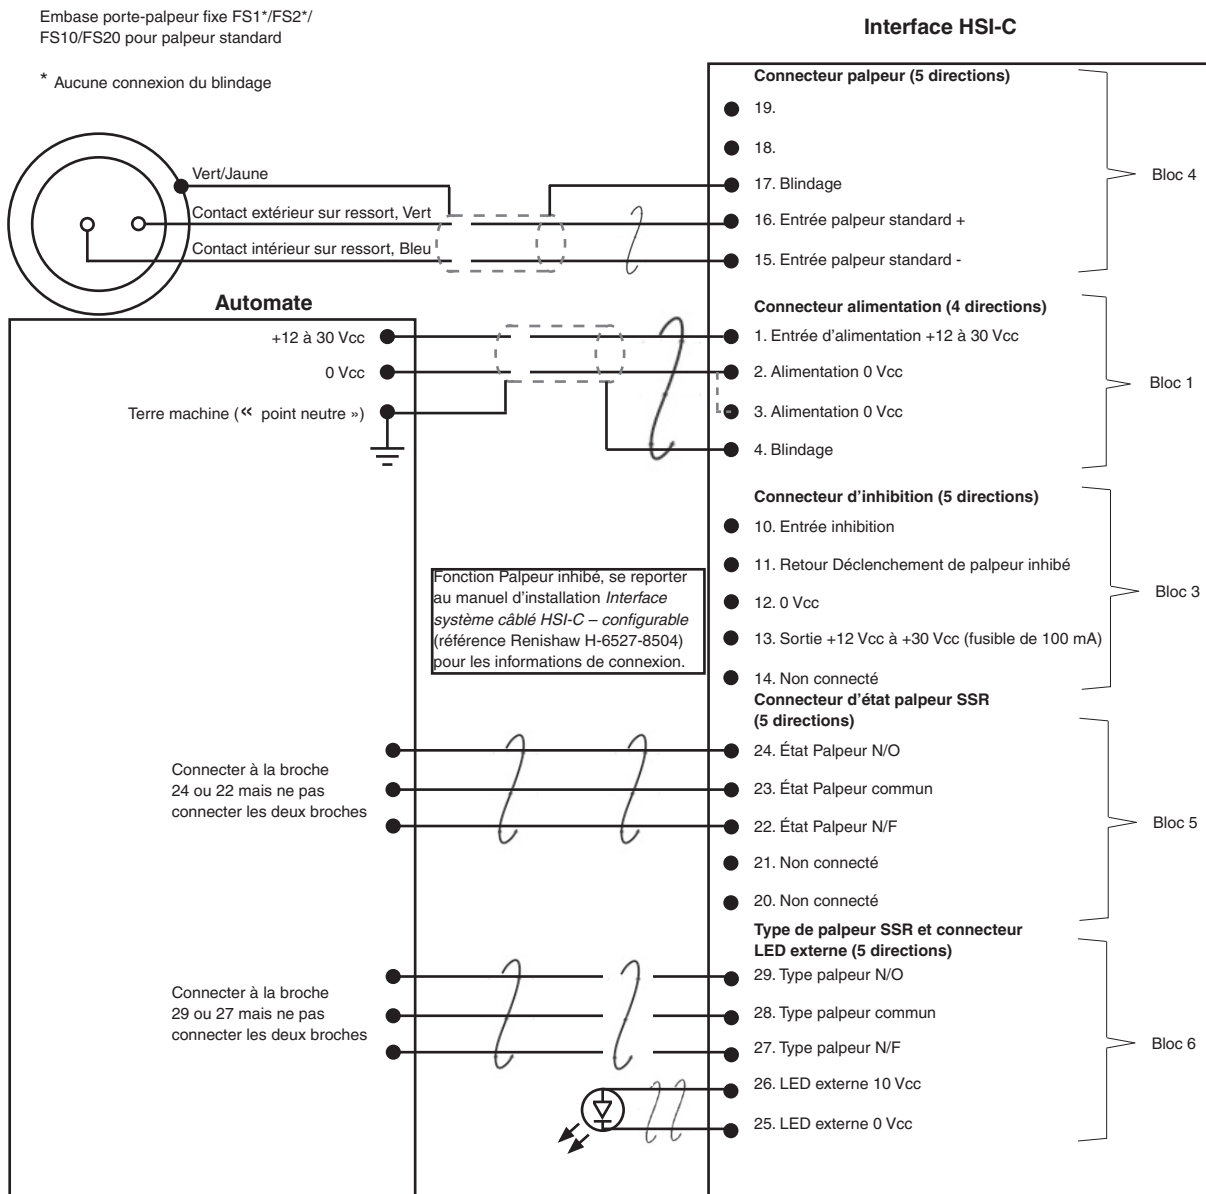 Embase porte-palpeur fixe FS1*/FS2*/
FS10/FS20 pour palpeur standard
* Aucune connexion du blindage
Interface HSI-C
Connecteur palpeur (5 directions)
19.
18.
17. Blindage
16. Entrée palpeur standard +
15. Entrée palpeur standard -
Bloc 4
Vert/Jaune
Contact extérieur sur ressort, Vert
Contact intérieur sur ressort, Bleu
Automate
+12 à 30 Vcc
0 Vcc
Terre machine (« point neutre »)
Connecteur alimentation (4 directions)
1. Entrée d'alimentation +12 à 30 Vcc
2. Alimentation 0 Vcc
3. Alimentation 0 Vcc
4. Blindage
Bloc 1
Connecteur d'inhibition (5 directions)
10. Entrée inhibition
11. Retour Déclenchement de palpeur inhibé
12. 0 Vcc
13. Sortie +12 Vcc à +30 Vcc (fusible de 100 mA)
14. Non connecté
Bloc 3
Fonction Palpeur inhibé, se reporter
au manuel d'installation Interface
système câblé HSI-C – configurable
(référence Renishaw H-6527-8504)
pour les informations de connexion.
Connecteur d'état palpeur SSR
(5 directions)
24. État Palpeur N/O
23. État Palpeur commun
22. État Palpeur N/F
21. Non connecté
20. Non connecté
Bloc 5
Connecter à la broche
24 ou 22 mais ne pas
connecter les deux broches
Type de palpeur SSR et connecteur
LED externe (5 directions)
29. Type palpeur N/O
28. Type palpeur commun
27. Type palpeur N/F
26. LED externe 10 Vcc
25. LED externe 0 Vcc
Bloc 6
Connecter à la broche
29 ou 27 mais ne pas
connecter les deux broches